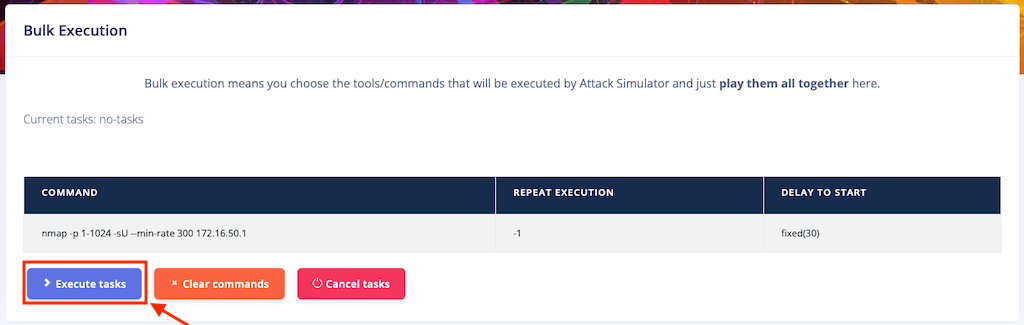 Bulk Execution
Bulk execution means you choose the tools/commands that will be executed by Attack Simulator and just play them all together here.
Current tasks: no-tasks
COMMAND REPEAT EXECUTION DELAY TO START
nmap -p 1-1024 -sU --min-rate 300 172.16.50.1 -1 fixed(30)
Execute tasks Clear commands Cancel tasks